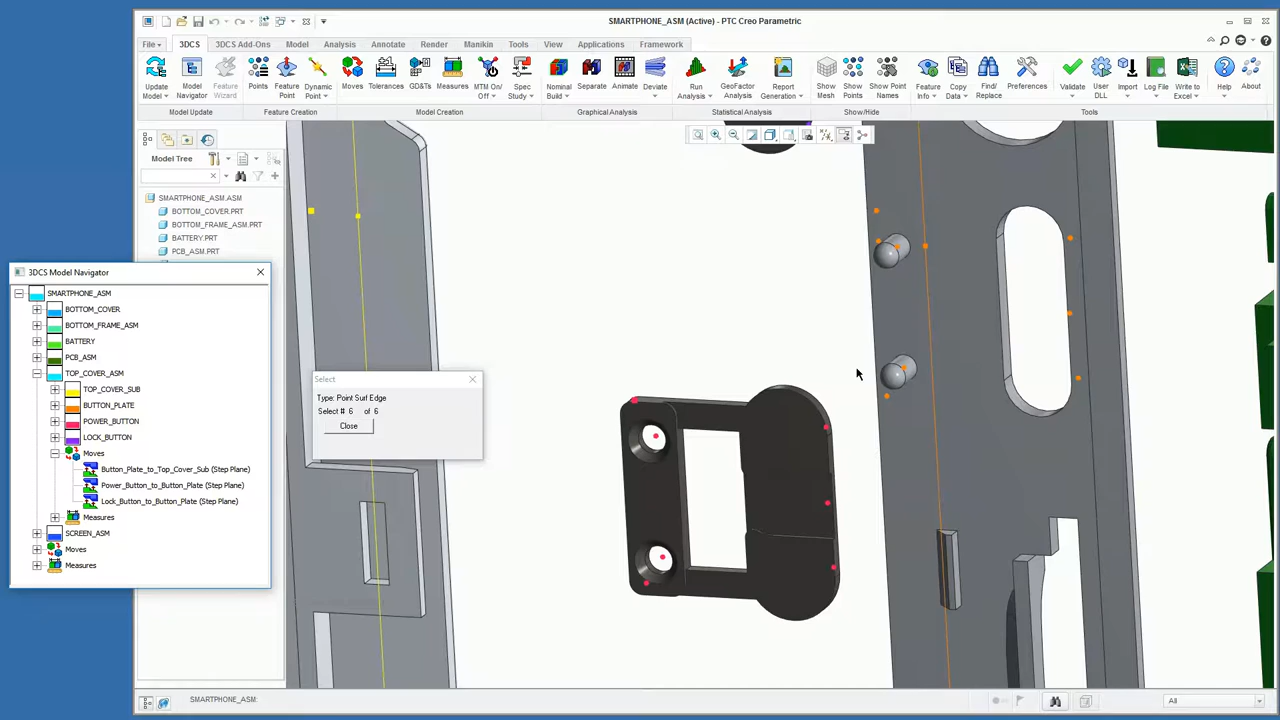 SMARTPHONE_ASM (Active) - PTC Creo Parametric
File 3DCS 3DCS Add-Ons Model Analysis Annotate Render Manikin Tools View Applications Framework
Update Model Model Navigator Feature Wizard Points Feature Point Dynamic Point Moves Tolerances GD&Ts Measures MTM On/Off Spec Study Nominal Build Separate Animate Deviate Run Analysis GeoFactor Analysis Report Generation Show Mesh Show Points Show Point Names Feature Info Copy Data Find/Replace Preferences Validate User DLL Import Log File Write to Excel Help About
Model Update Feature Creation Model Creation Graphical Analysis Statistical Analysis Show/Hide Tools
Model Tree
SMARTPHONE_ASM.ASM
BOTTOM_COVER.PRT
BOTTOM_FRAME_ASM.PRT
BATTERY.PRT
PCB_ASM.PRT
3DCS Model Navigator
SMARTPHONE_ASM
BOTTOM_COVER
BOTTOM_FRAME_ASM
BATTERY
PCB_ASM
TOP_COVER_ASM
TOP_COVER_SUB
BUTTON_PLATE
POWER_BUTTON
LOCK_BUTTON
Moves
Button_Plate_to_Top_Cover_Sub (Step Plane)
Power_Button_to_Button_Plate (Step Plane)
Lock_Button_to_Button_Plate (Step Plane)
Measures
SCREEN_ASM
Moves
Measures
Select
Type: Point Surf Edge
Select # 6 of 6
Close
SMARTPHONE_ASM:
All